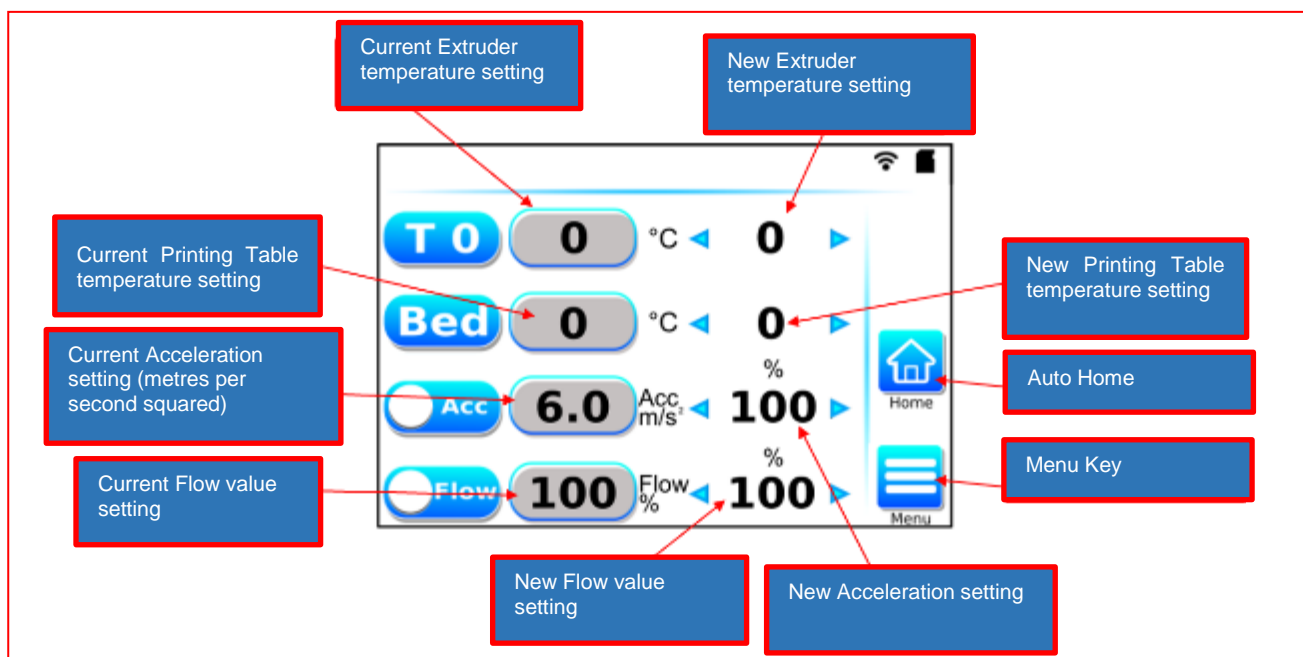 Current Extruder
temperature setting
New Extruder
temperature setting
T 0
0
°C
0
Current Printing Table
temperature setting
New Printing Table
temperature setting
Bed
0
°C
0
Current Acceleration
setting (metres per
second squared)
Acc
6.0
Acc
m/s²
%
100
Home
Auto Home
Current Flow value
setting
Flow
100
Flow
%
%
100
Menu
Menu Key
New Flow value
setting
New Acceleration setting